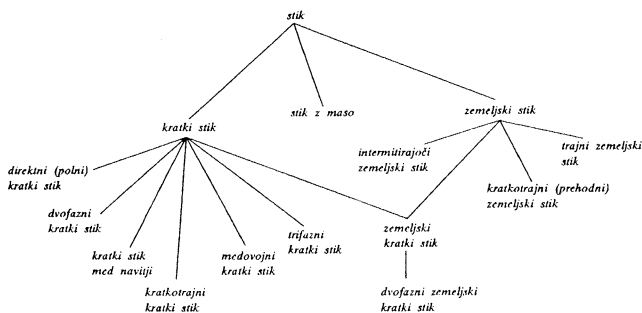 stik
kratki stik
stik z maso
zemeljski stik
direktni (polni)
kratki stik
dvofazni
kratki stik
kratki stik
med navitji
kratkotrajni
kratki stik
medovojni
kratki stik
trifazni
kratki stik
intermitirajoči
zemeljski stik
zemeljski
kratki stik
dvofazni zemeljski
kratki stik
kratkotrajni (prehodni)
zemeljski stik
trajni zemeljski
stik